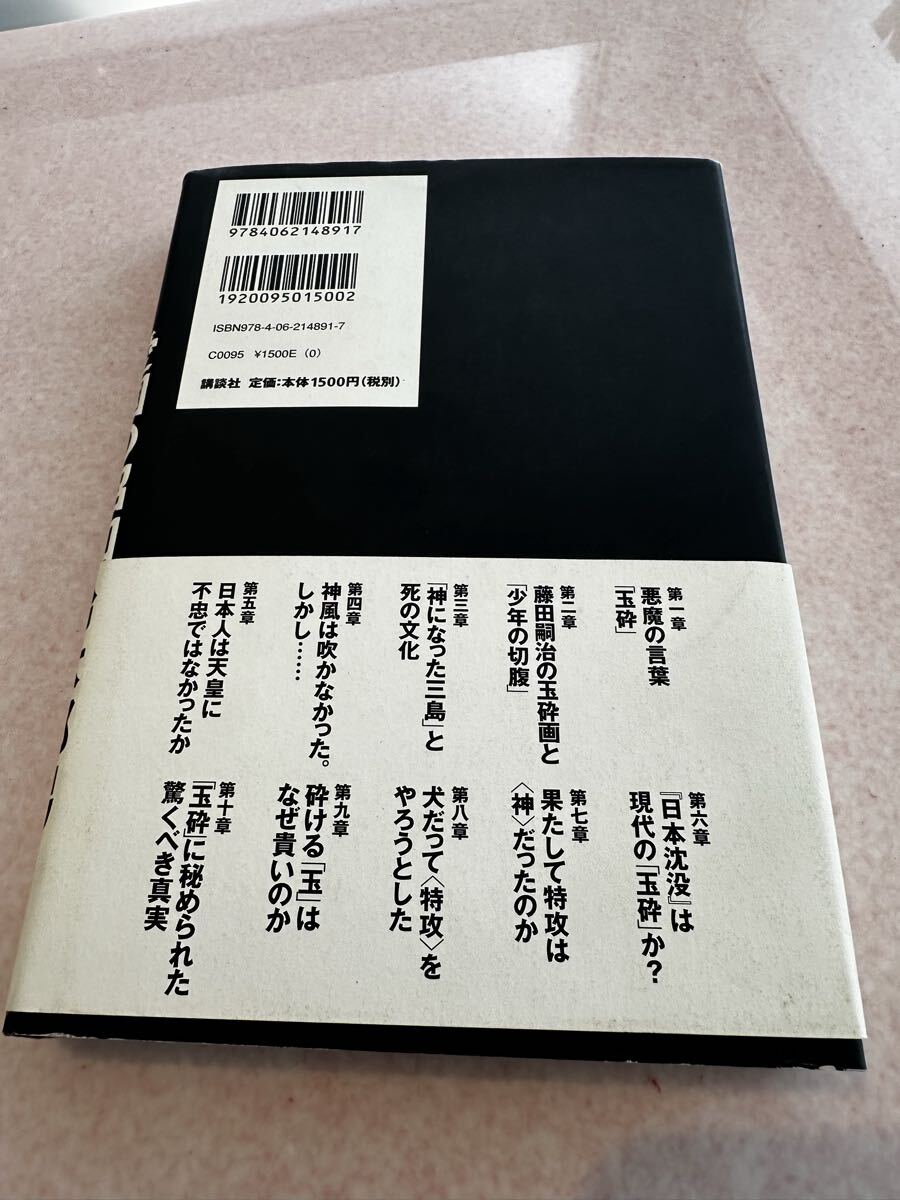 9784062148917
1920095015002
ISBN978-4-06-214891-7
C0095 ¥1500E (0)
講談社 定価:本体1500円(税別)
第一章
悪魔の言葉
「玉砕」
第二章
藤田嗣治の玉砕画と
「少年の切腹」
第三章
「神になった三島」と
死の文化
第四章
神風は吹かなかった。
しかし……
第五章
日本人は天皇に
不忠ではなかったか
第六章
『日本沈没』は
現代の「玉砕」か?
第七章
果たして特攻は
〈神〉だったのか
第八章
犬だって〈特攻〉を
やろうとした
第九章
砕ける「玉」は
なぜ貴いのか
第十章
「玉砕」に秘められた
驚くべき真実